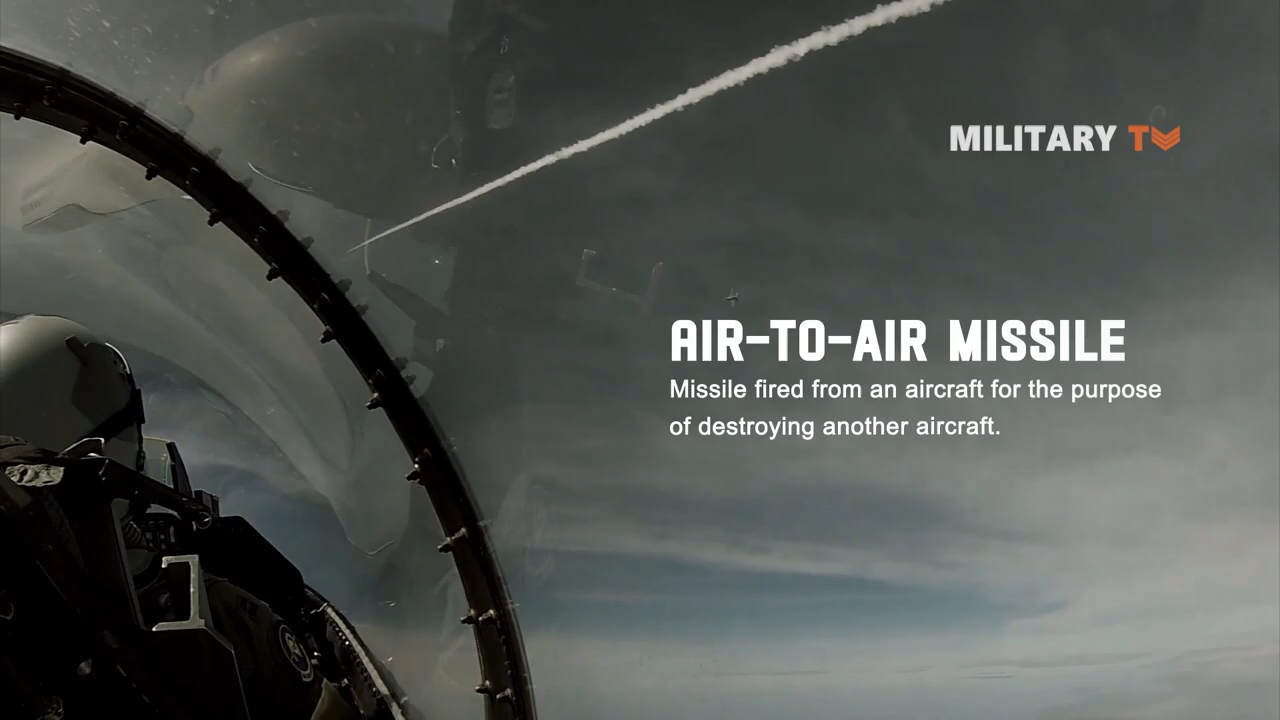 MILITARY TV
AIR-TO-AIR MISSILE
Missile fired from an aircraft for the purpose
of destroying another aircraft.